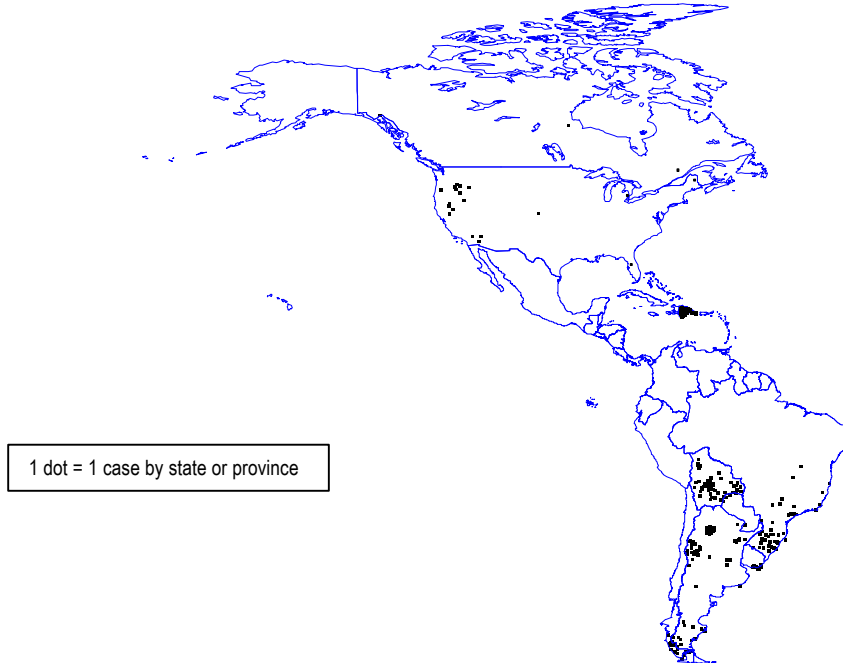 1 dot = 1 case by state or province